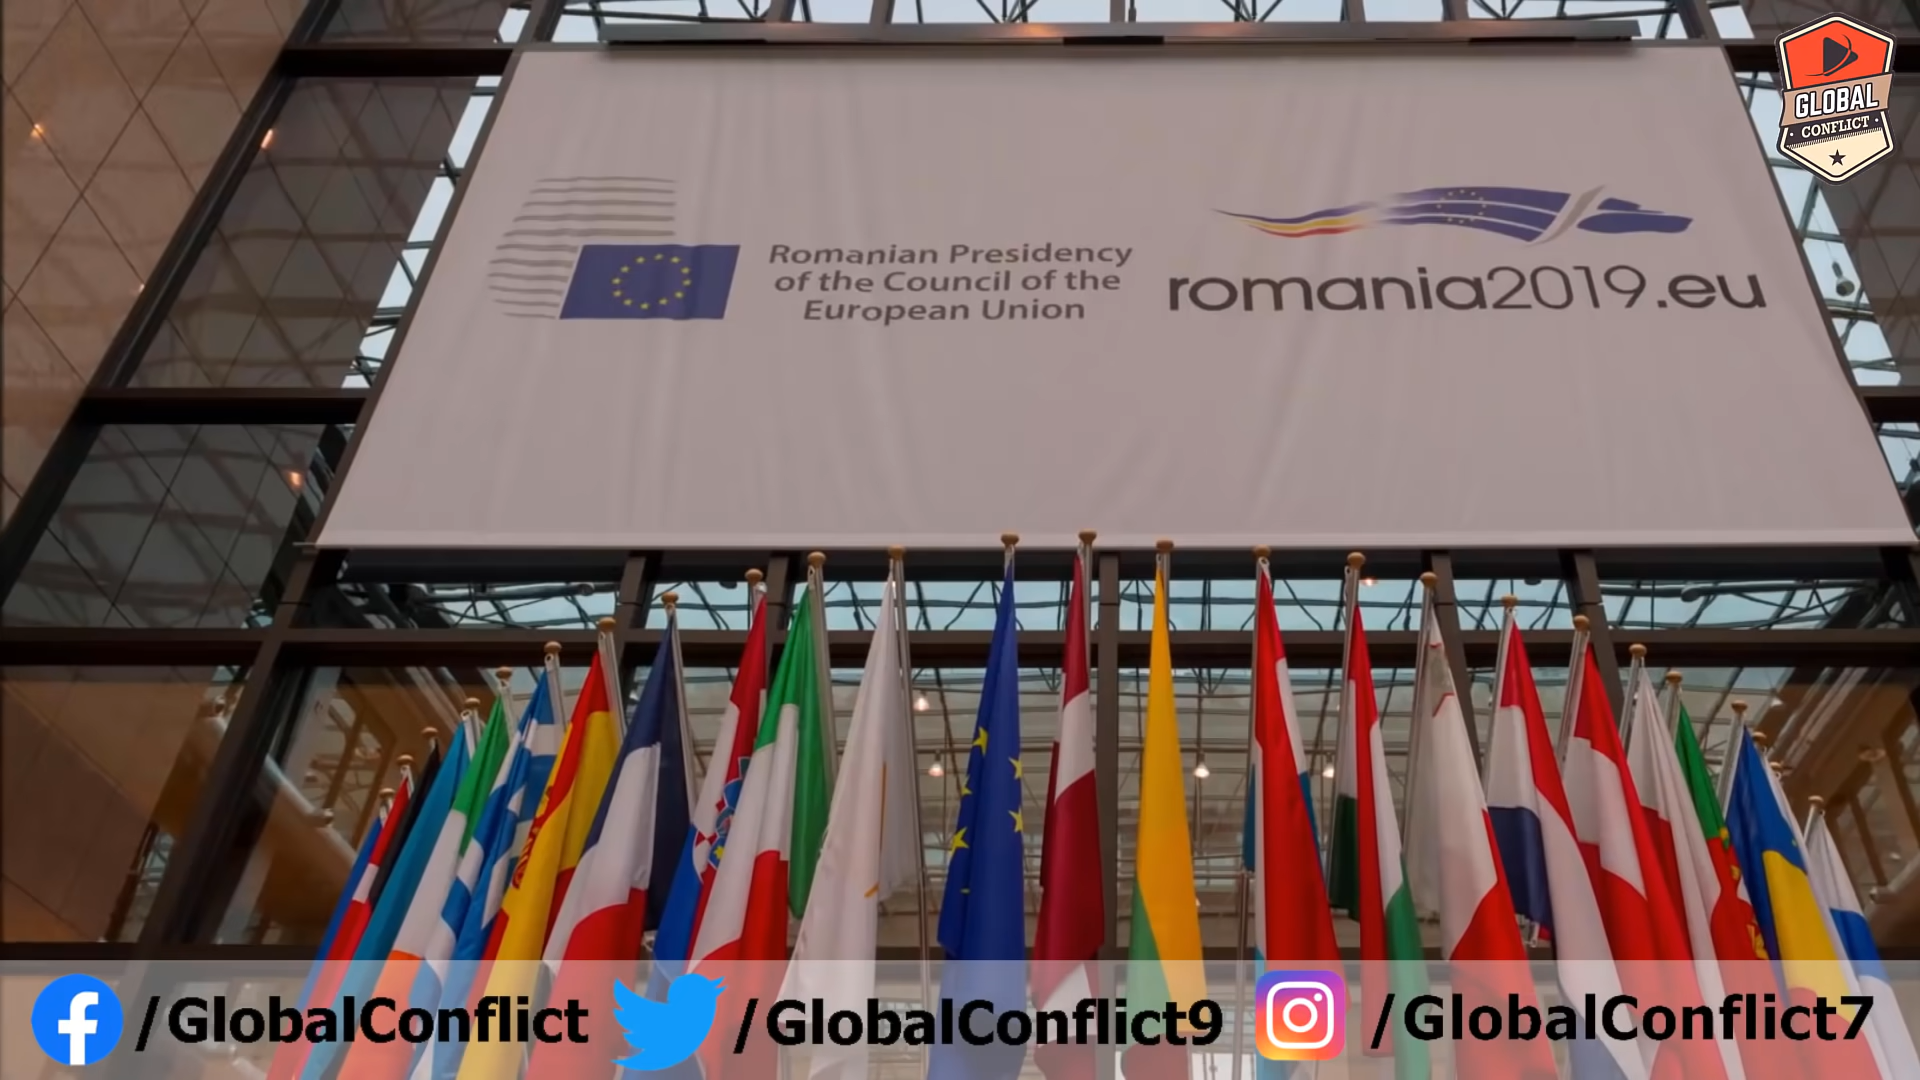 GLOBAL
CONFLICT
Romanian Presidency
of the Council of the
European Union
romania2019.eu
/GlobalConflict
/GlobalConflict9
/GlobalConflict7